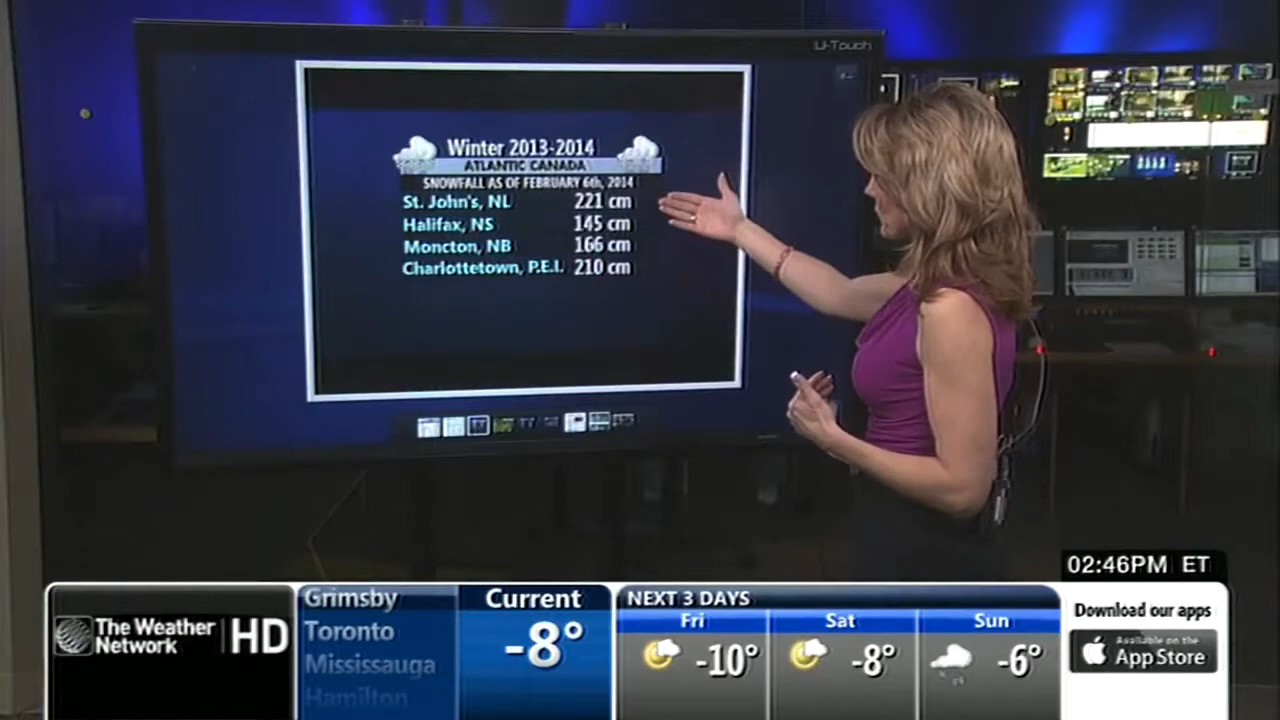 U-Touch
Winter 2013-2014
ATLANTIC CANADA
SNOWFALL AS OF FEBRUARY 6th, 2014
St. John's, NL 221 cm
Halifax, NS 145 cm
Moncton, NB 166 cm
Charlottetown, P.E.I. 210 cm
02:46PM ET
The Weather
Network HD
Grimsby
Toronto
Mississauga
Hamilton
Current
-8°
NEXT 3 DAYS
Fri Sat Sun
-10° -8° -6°
Download our apps
Available on the
App Store